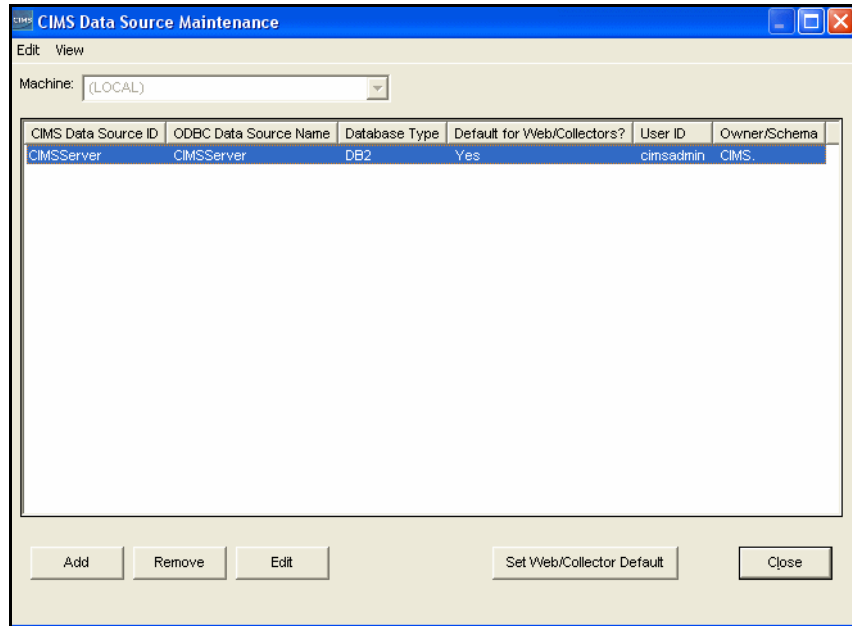 CIMS CIMS Data Source Maintenance
Edit View
Machine: (LOCAL)
CIMS Data Source ID ODBC Data Source Name Database Type Default for Web/Collectors? User ID Owner/Schema
CIMSServer CIMSServer DB2 Yes cimsadmin CIMS.
Add Remove Edit Set Web/Collector Default Close